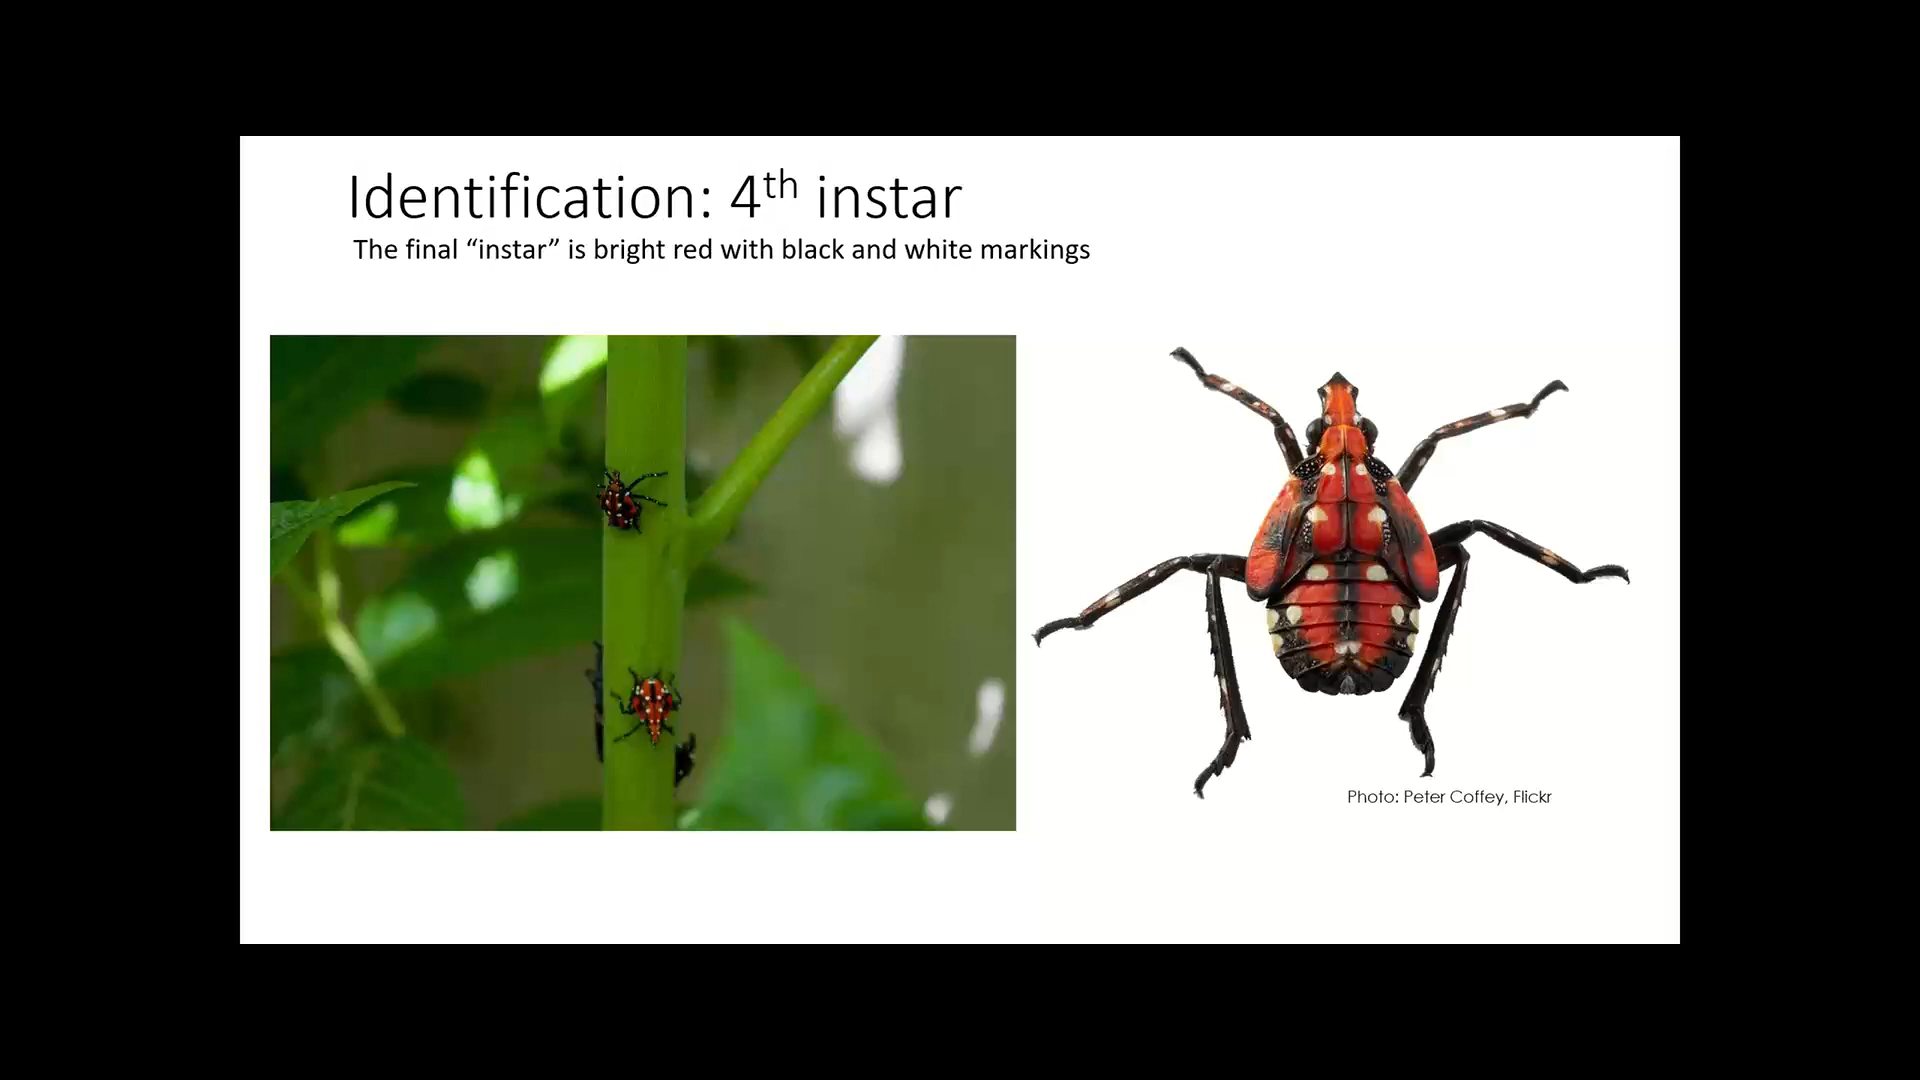 Identification: 4th instar
The final “instar” is bright red with black and white markings
Photo: Peter Coffey, Flickr